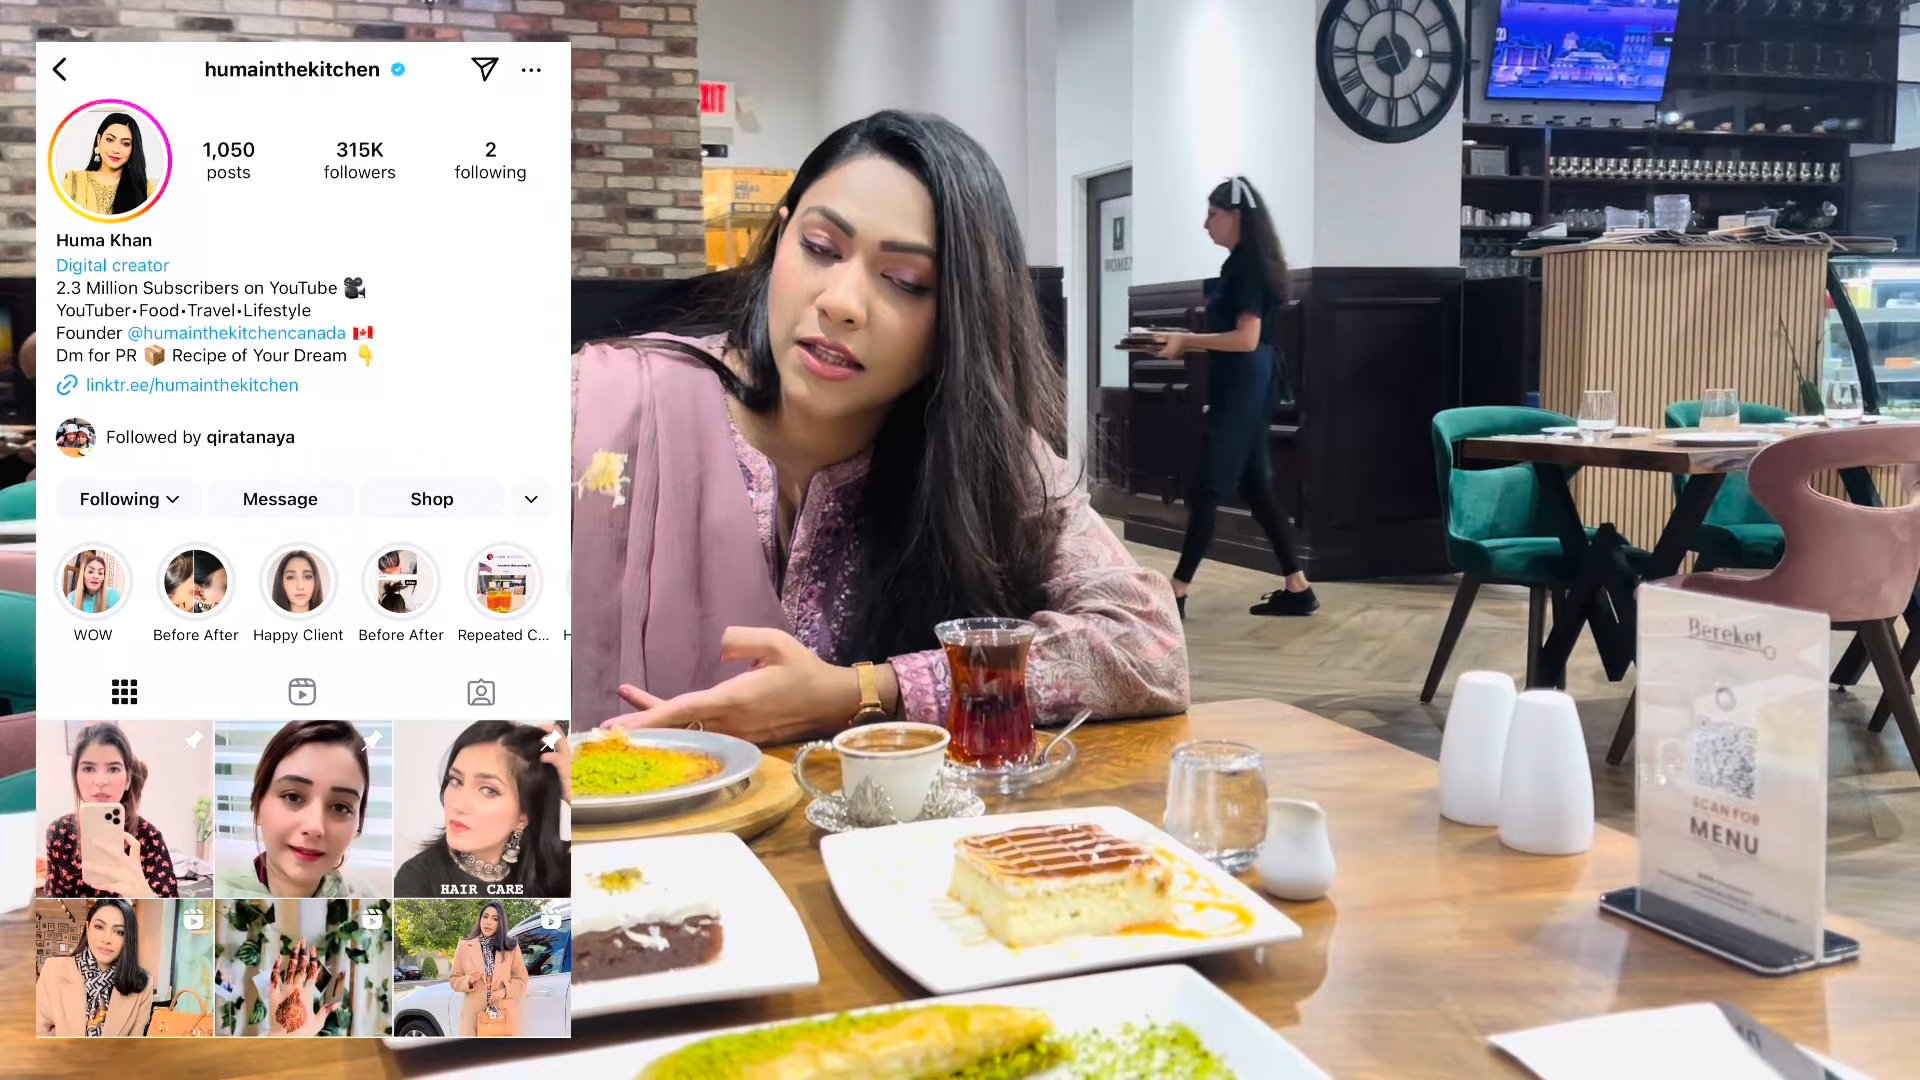 humainthekitchen
1,050
posts
315K
followers
2
following
Huma Khan
Digital creator
2.3 Million Subscribers on YouTube 🎥
YouTuber•Food•Travel•Lifestyle
Founder @humainthekitchencanada 🇨🇦
Dm for PR 📦 Recipe of Your Dream 👇
linktr.ee/humainthekitchen
Followed by qiratanaya
Following
Message
Shop
WOW
Before After
Happy Client
Before After
Repeated C...
H
HAIR CARE
EXIT
WOMEN
Bereket
SCAN FOR
MENU